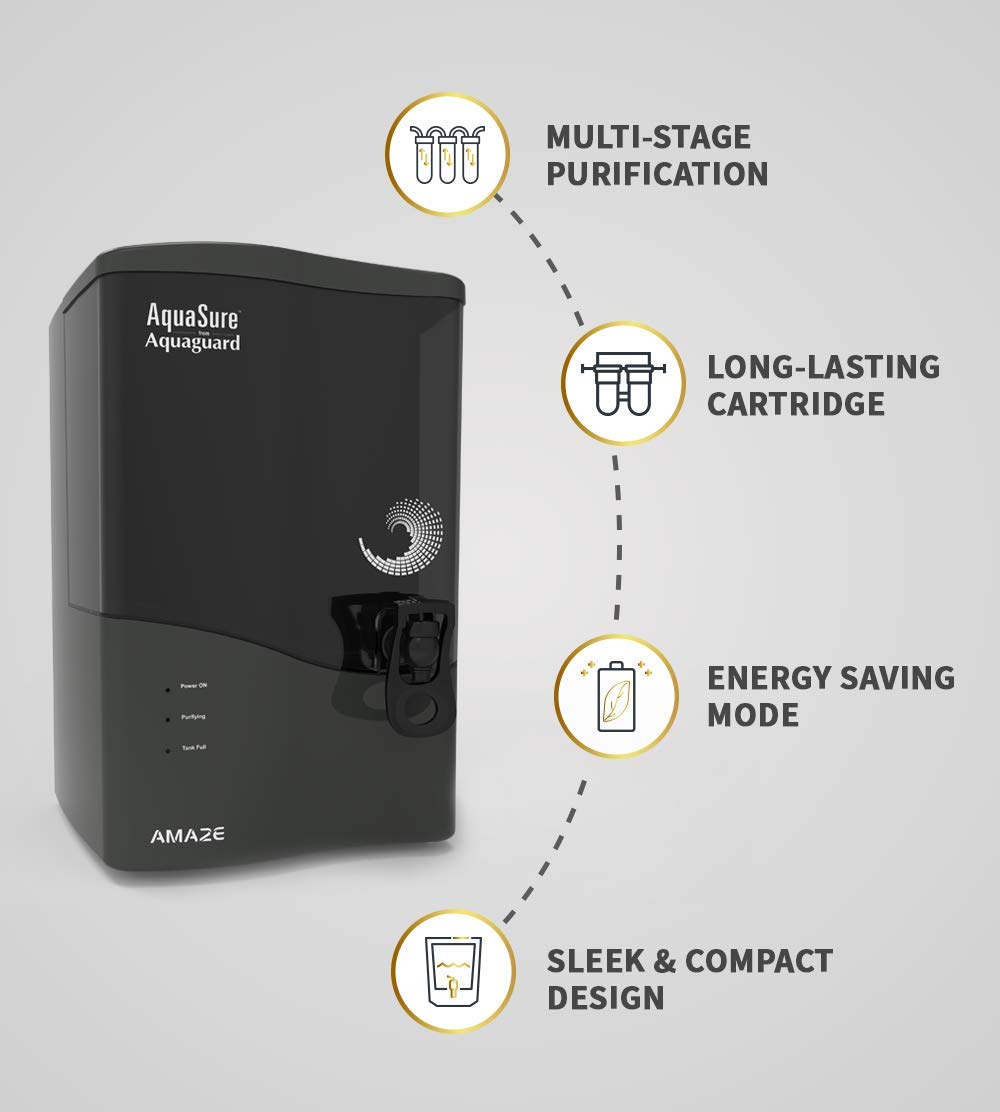 MULTI-STAGE
PURIFICATION
AquaSure™
from
Aquaguard
LONG-LASTING
CARTRIDGE
ENERGY SAVING
MODE
Power ON
Purifying
Tank Full
AMAZE
SLEEK & COMPACT
DESIGN